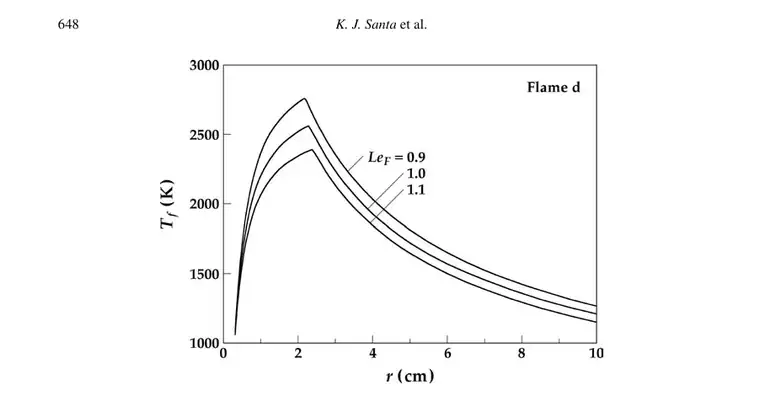 648
K. J. Santa et al.
3000
Flame d
2500
Le_F = 0.9
1.0
2000
1.1
T_f (K)
1500
1000
0 2 4 6 8 10
r (cm)